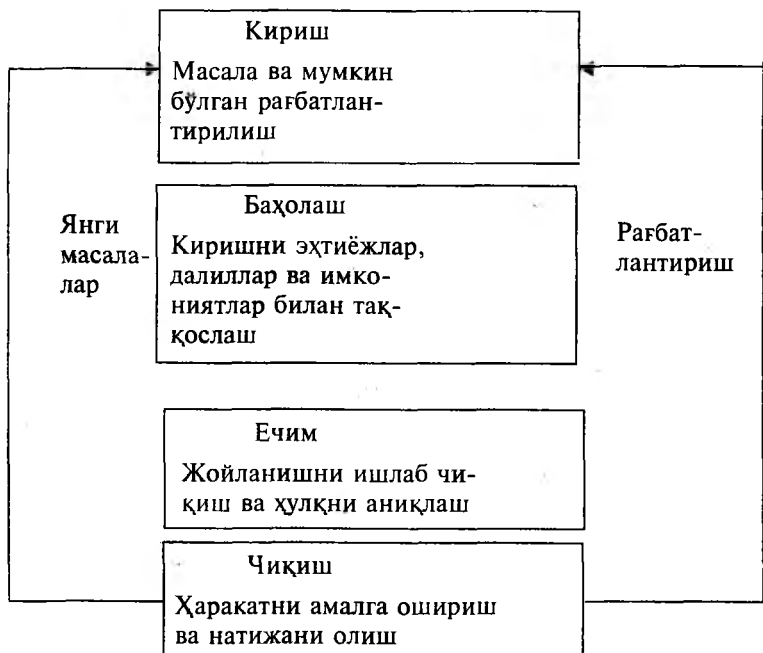 Кириш
Масала ва мумкин
бўлган рағбатлан-
тирилиш
Янги
масала-
лар
Баҳолаш
Киришни эҳтиёжлар,
далиллар ва имко-
ниятлар билан так-
қослаш
Рағбат-
лантириш
Ечим
Жойланишни ишлаб чи-
қиш ва ҳулқни аниқлаш
Чиқиш
Ҳаракатни амалга ошириш
ва натижани олиш